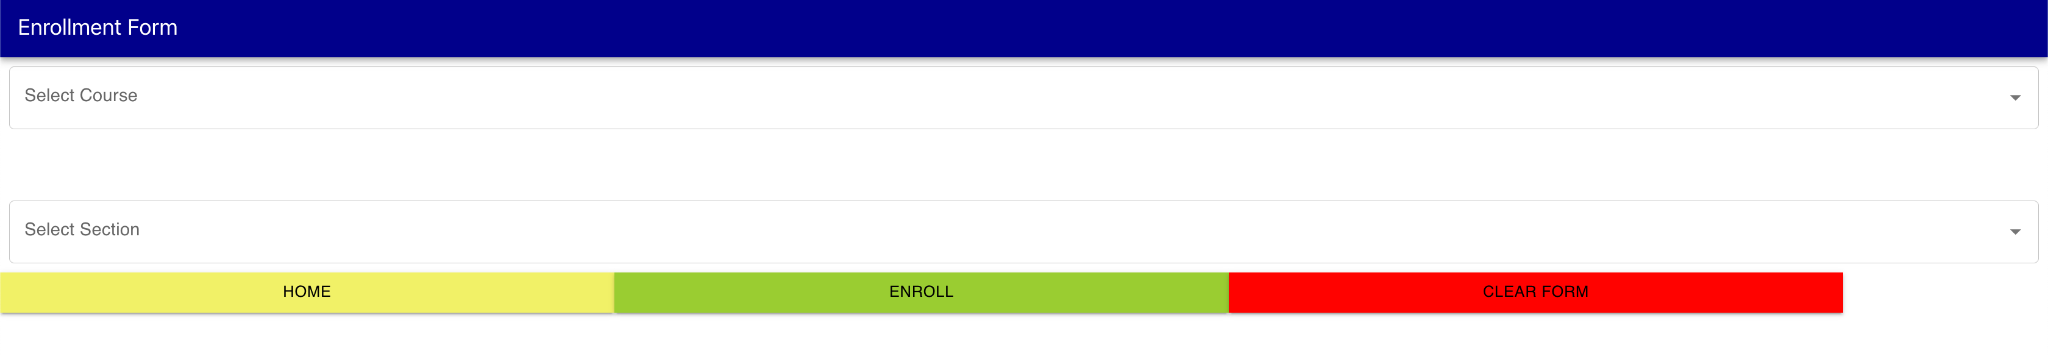 Enrollment Form
Select Course
Select Section
HOME ENROLL CLEAR FORM